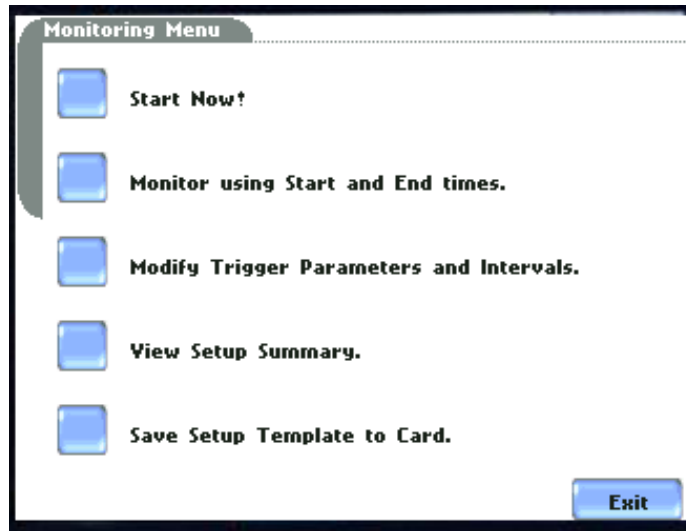 Monitoring Menu
Start Now!
Monitor using Start and End times.
Modify Trigger Parameters and Intervals.
View Setup Summary.
Save Setup Template to Card.
Exit